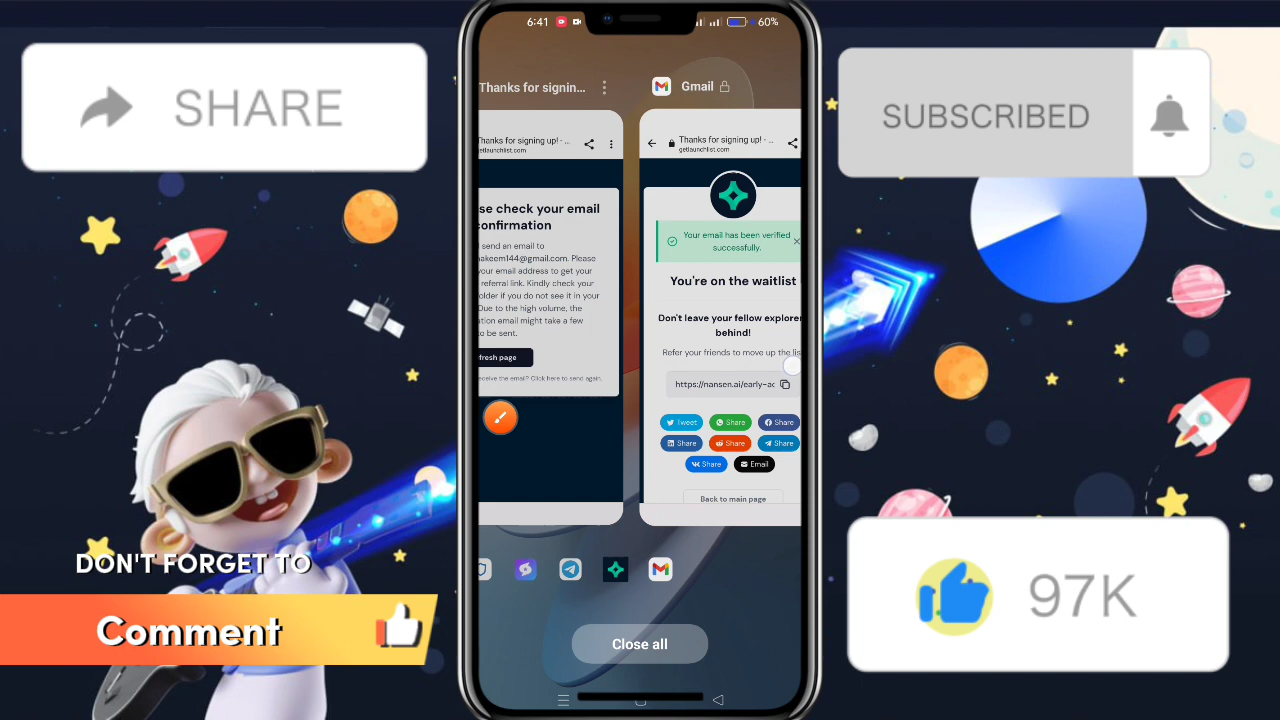 SHARE
SUBSCRIBED
97K
DON'T FORGET TO
Comment
6:41
60%
Thanks for signin...
Gmail
Thanks for signing up! - ...
getlaunchlist.com
se check your email
confirmation
send an email to
akeem144@gmail.com. Please
your email address to get your
referral link. Kindly check your
older if you do not see it in your
Due to the high volume, the
ation email might take a few
to be sent.
efresh page
receive the email? Click here to send again.
Thanks for signing up! - ...
getlaunchlist.com
Your email has been verified
successfully.
You're on the waitlist
Don't leave your fellow explorer
behind!
Refer your friends to move up the lis
https://nansen.ai/early-ac
Tweet
Share
Share
Share
Share
Share
Share
Email
Back to main page
Close all